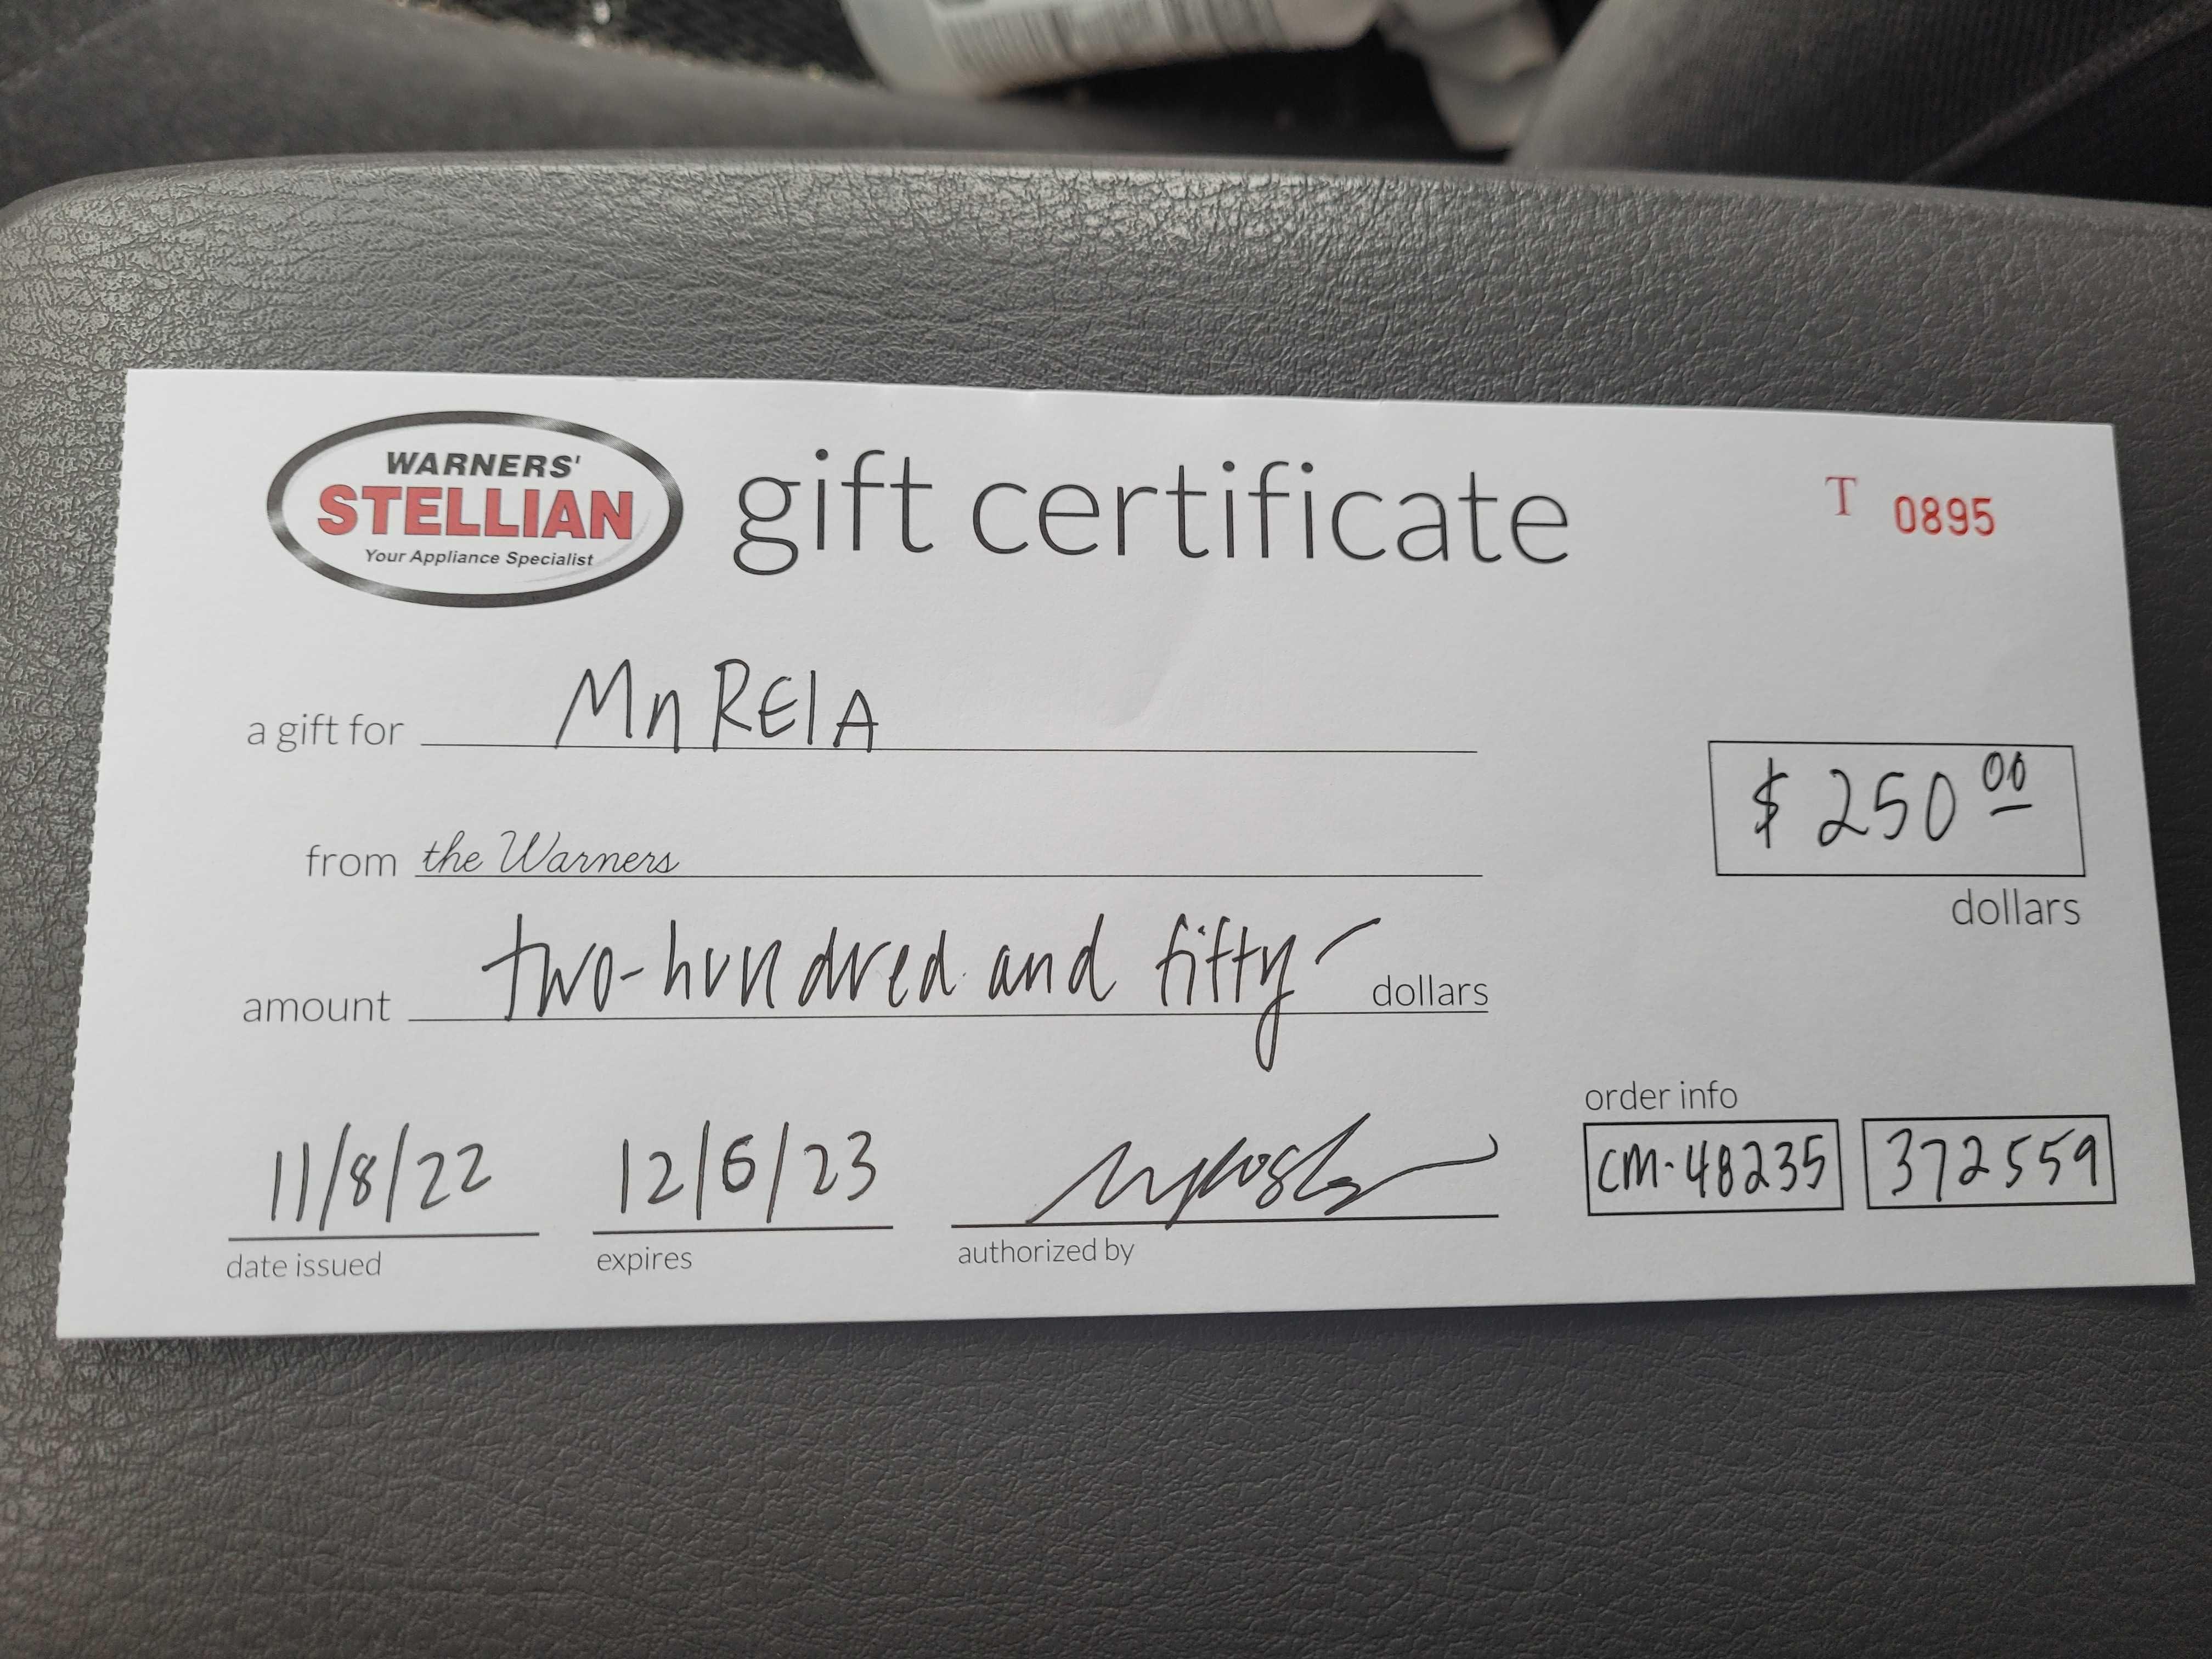 WARNERS'
STELLIAN
Your Appliance Specialist
gift certificate
T 0895
a gift for Mn REIA
$ 250 00
dollars
from the Warners
amount two-hundred and fifty dollars
order info
11/8/22 12/6/23 CM-48235 372559
date issued expires authorized by